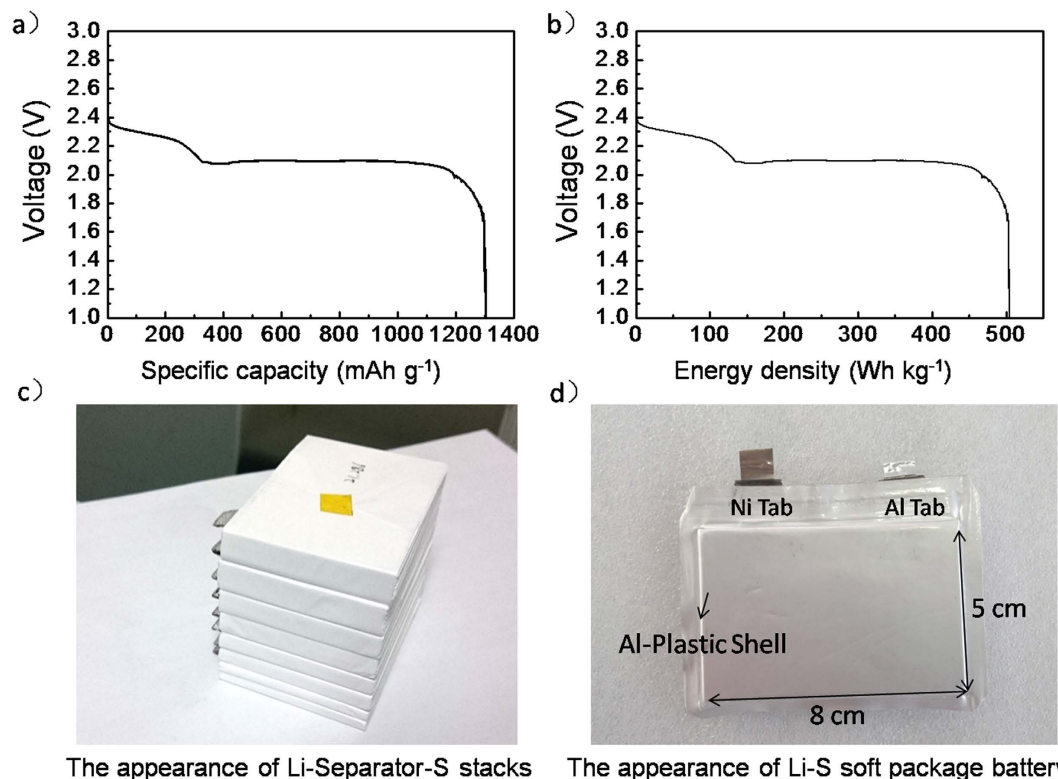 a） b）
3.0 3.0
2.8 2.8
2.6 2.6
2.4 2.4
2.2 2.2
2.0 2.0
1.8 1.8
1.6 1.6
1.4 1.4
1.2 1.2
1.0 1.0
Voltage (V) Voltage (V)
0 200 400 600 800 1000 1200 1400 0 100 200 300 400 500
Specific capacity (mAh g⁻¹) Energy density (Wh kg⁻¹)
c） d）
Ni Tab Al Tab
Al-Plastic Shell
5 cm
8 cm
The appearance of Li-Separator-S stacks The appearance of Li-S soft package batter